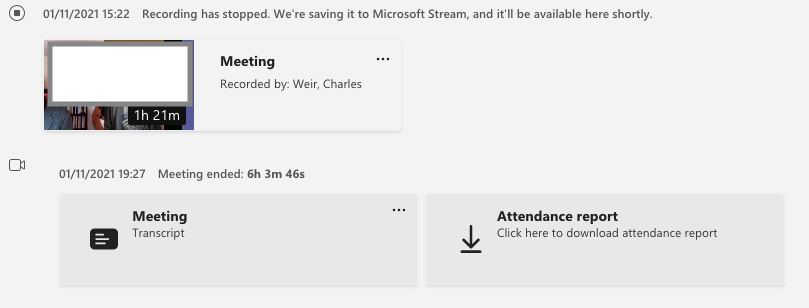 01/11/2021 15:22 Recording has stopped. We're saving it to Microsoft Stream, and it'll be available here shortly.
Meeting
Recorded by: Weir, Charles
1h 21m
01/11/2021 19:27 Meeting ended: 6h 3m 46s
Meeting
Transcript
Attendance report
Click here to download attendance report